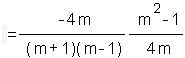 = -4m / (m+1)(m-1) m²-1 / 4m